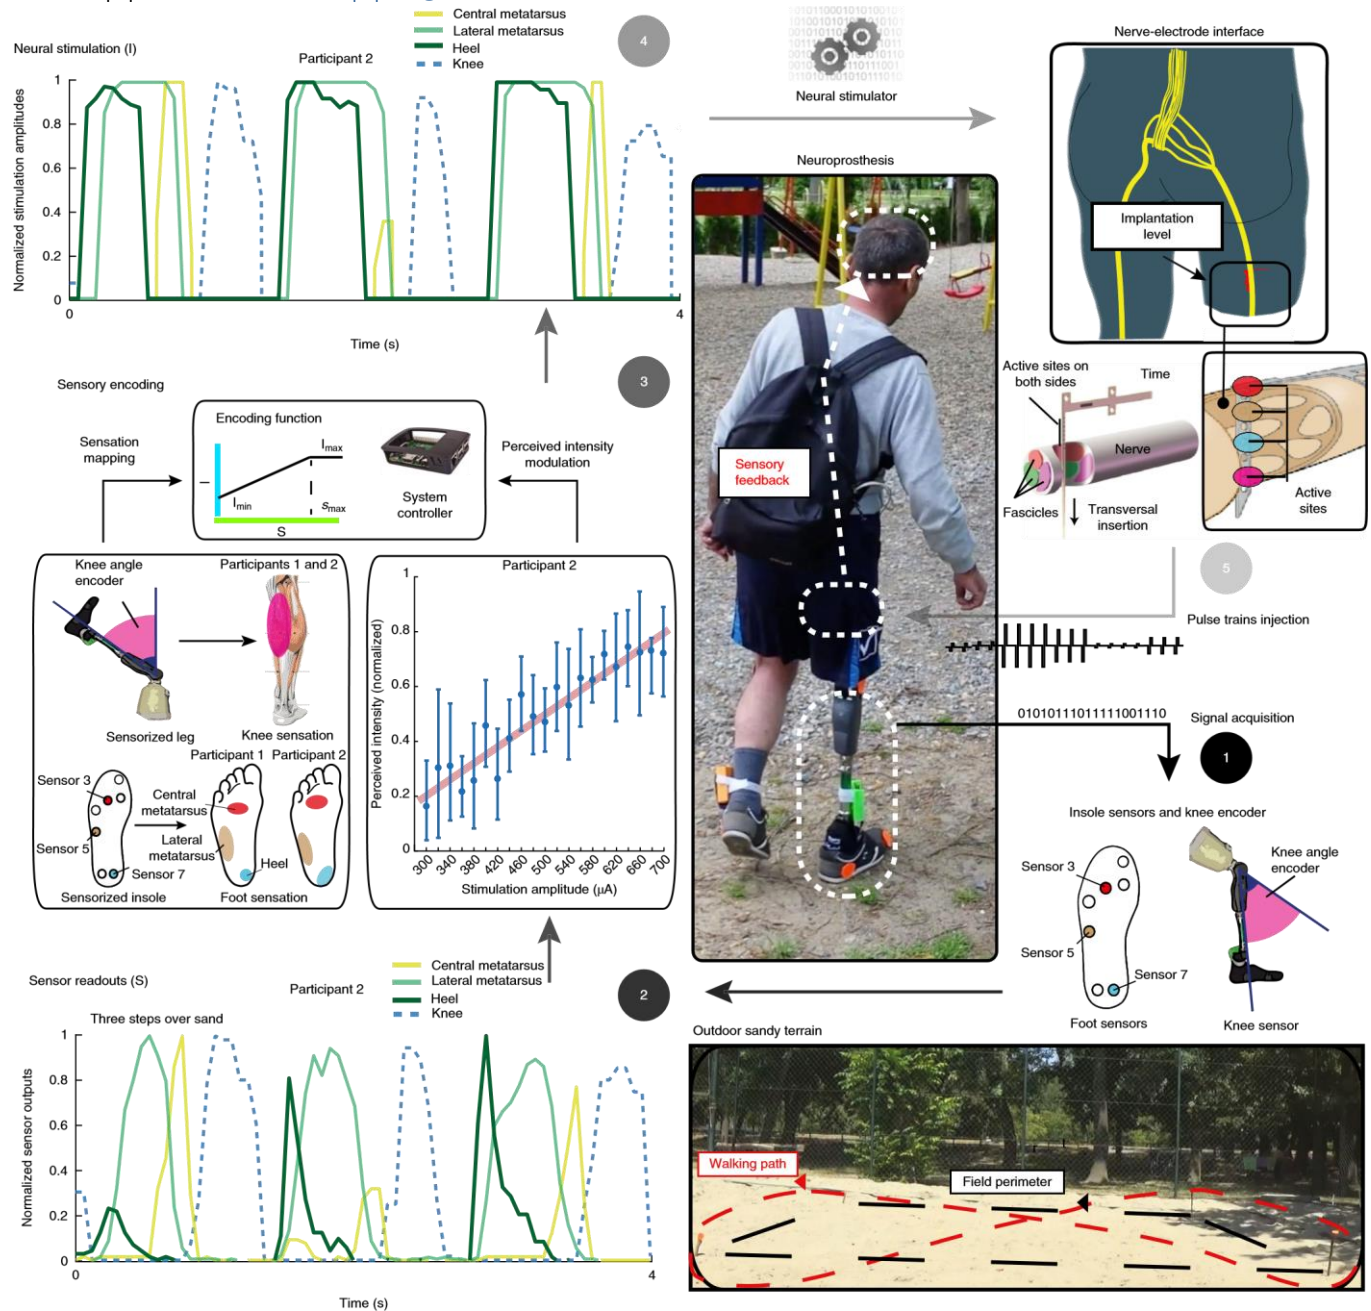 Central metatarsus
Lateral metatarsus
Heel
Knee
4
Neural stimulation (I)
Participant 2
Normalized stimulation amplitudes
1
0.8
0.6
0.4
0.2
0
0
4
Time (s)
Neural stimulator
Nerve-electrode interface
Implantation
level
Neuroprosthesis
Sensory
feedback
Active sites on
both sides
Time
Nerve
Fascicles
Transversal
insertion
Active
sites
5
Pulse trains injection
Sensory encoding
3
Sensation
mapping
Encoding function
I
Imax
Imin
smax
S
System
controller
Perceived intensity
modulation
Knee angle
encoder
Participants 1 and 2
Sensorized leg
Knee sensation
Participant 1
Participant 2
Sensor 3
Central
metatarsus
Sensor 5
Lateral
metatarsus
Heel
Sensor 7
Sensorized insole
Foot sensation
Participant 2
Perceived intensity (normalized)
1
0.8
0.6
0.4
0.2
0
300
340
380
420
460
500
540
580
620
660
700
Stimulation amplitude (μA)
01010111011111001110
Signal acquisition
1
Insole sensors and knee encoder
Sensor 3
Sensor 5
Sensor 7
Foot sensors
Knee angle
encoder
Knee sensor
Sensor readouts (S)
Participant 2
Central metatarsus
Lateral metatarsus
Heel
Knee
2
Three steps over sand
Normalized sensor outputs
1
0.8
0.6
0.4
0.2
0
0
4
Time (s)
Outdoor sandy terrain
Walking path
Field perimeter